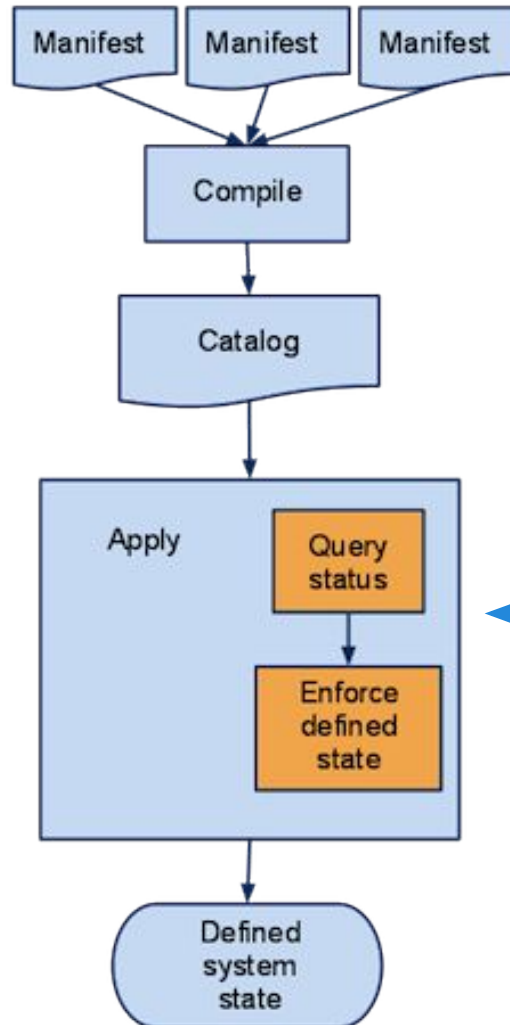 Manifest
Manifest
Manifest
Compile
Catalog
Apply
Query
status
Enforce
defined
state
Defined
system
state